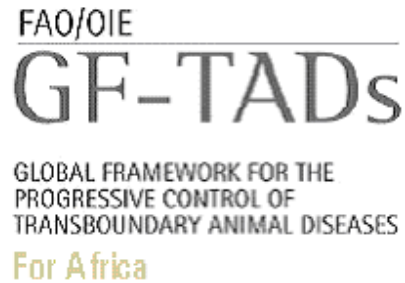 FAO/OIE
GF-TADs
GLOBAL FRAMEWORK FOR THE
PROGRESSIVE CONTROL OF
TRANSBOUNDARY ANIMAL DISEASES
For Africa